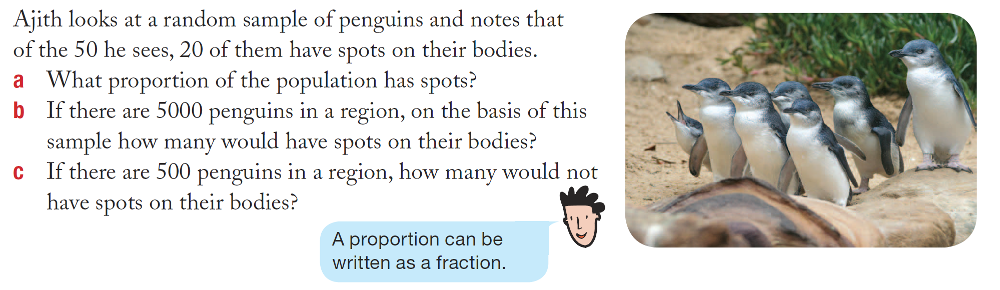 Ajith looks at a random sample of penguins and notes that
of the 50 he sees, 20 of them have spots on their bodies.
a What proportion of the population has spots?
b If there are 5000 penguins in a region, on the basis of this
sample how many would have spots on their bodies?
c If there are 500 penguins in a region, how many would not
have spots on their bodies?
A proportion can be
written as a fraction.